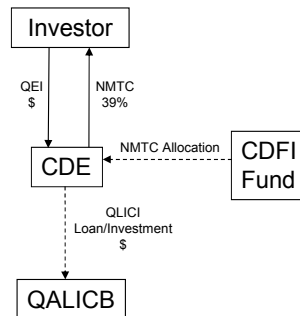 Investor
QEI
$
NMTC
39%
NMTC Allocation
CDE
CDFI
Fund
QLICI
Loan/Investment
$
QALICB